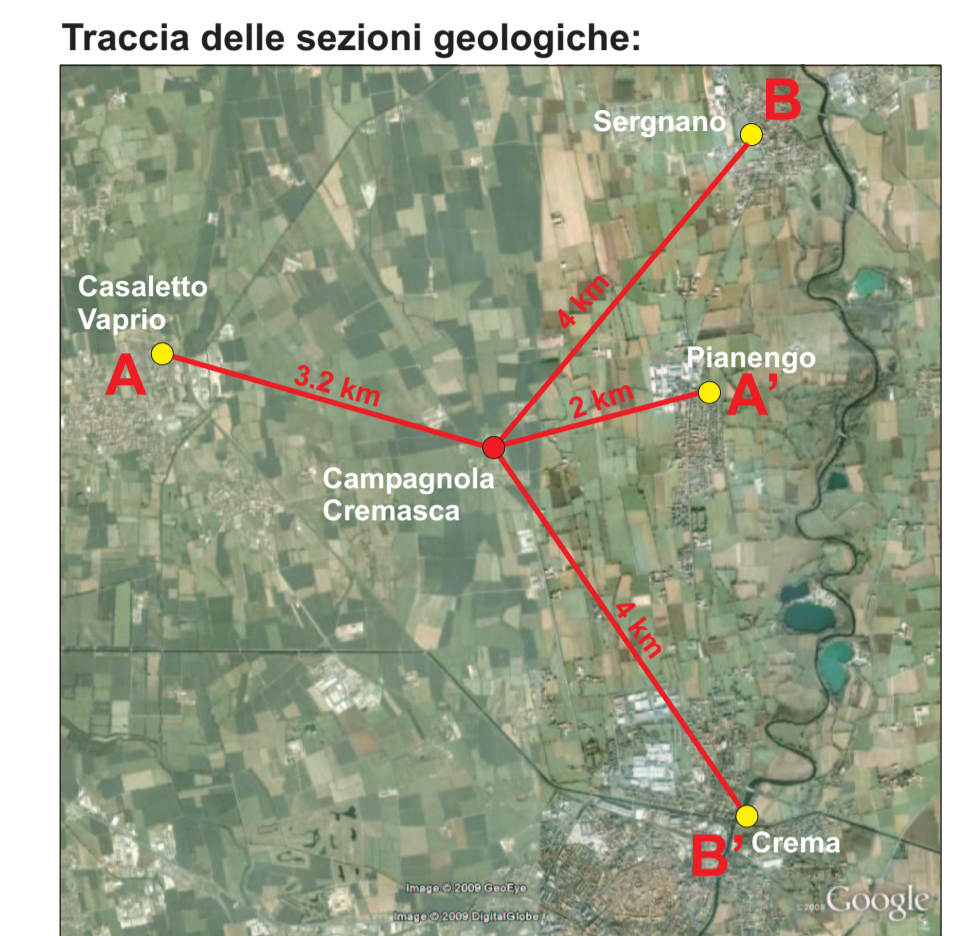 Traccia delle sezioni geologiche:
B
Sergnano
4 km
Casaletto
Vaprio
A
3.2 km
Pianengo
A’
2 km
Campagnola
Cremasca
4 km
B’
Crema
Image © 2009 GeoEye
Image © 2009 DigitalGlobe
© 2009 Google